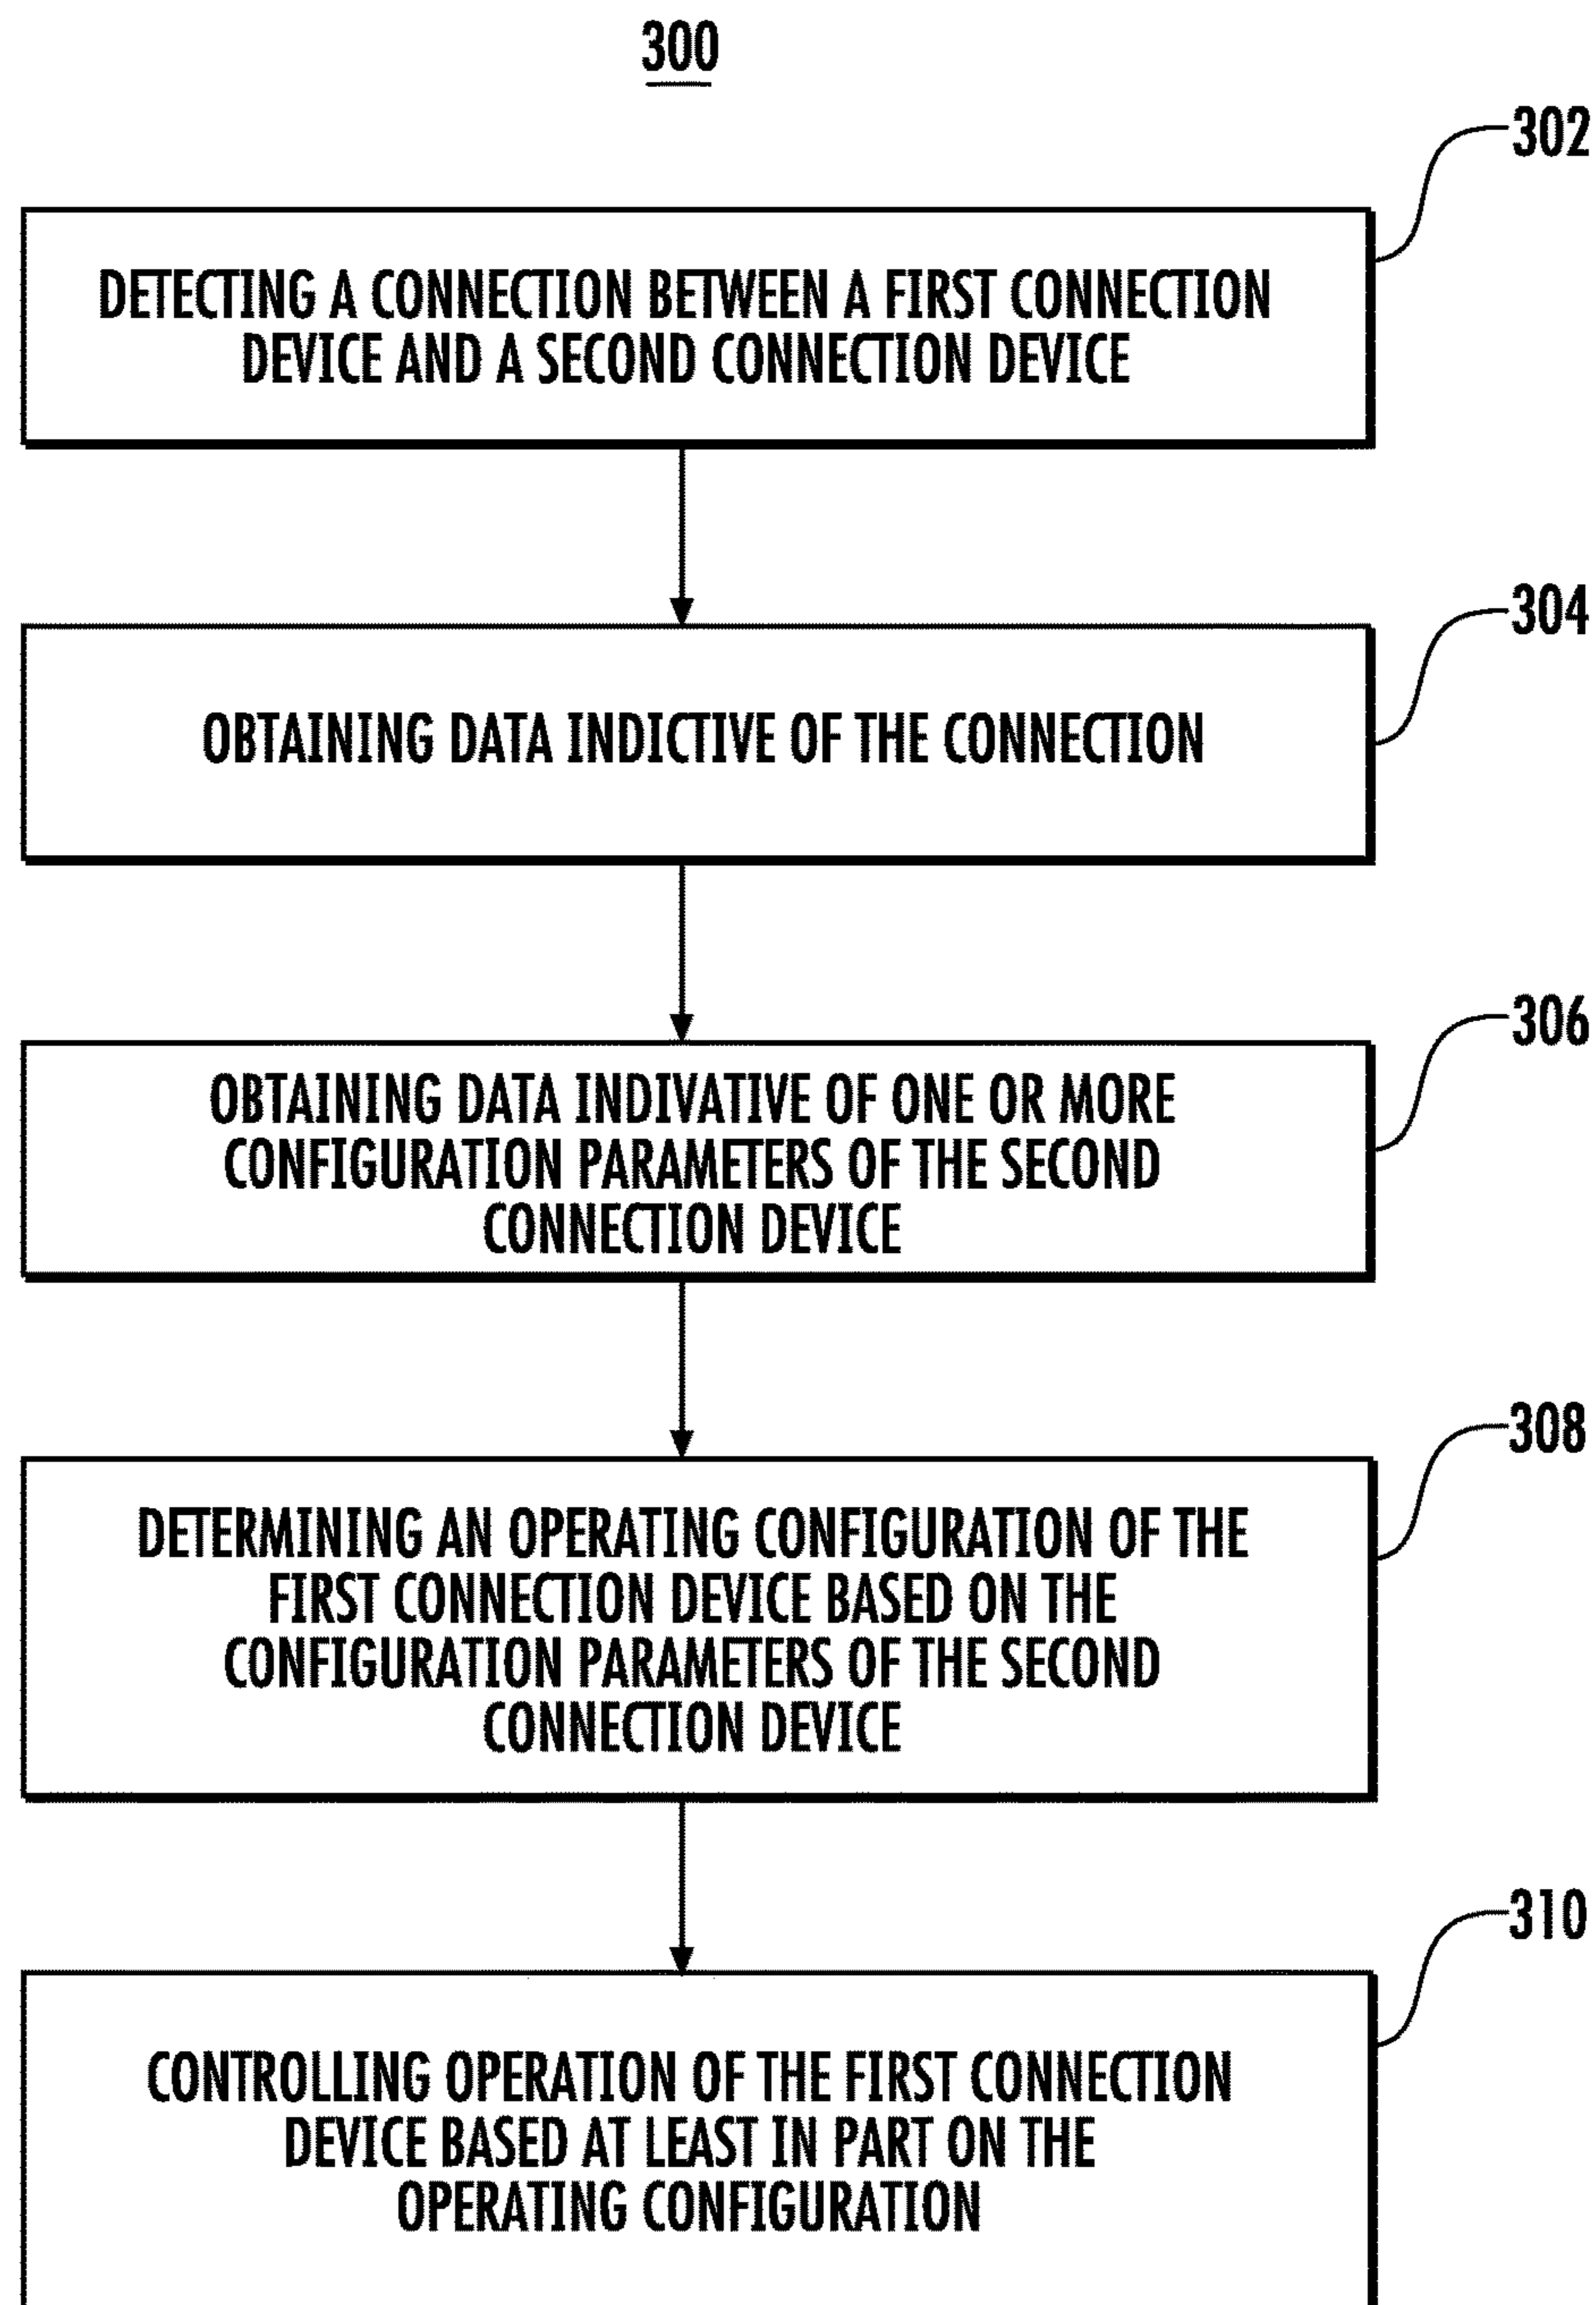 300
302
DETECTING A CONNECTION BETWEEN A FIRST CONNECTION
DEVICE AND A SECOND CONNECTION DEVICE
304
OBTAINING DATA INDICTIVE OF THE CONNECTION
306
OBTAINING DATA INDIVATIVE OF ONE OR MORE
CONFIGURATION PARAMETERS OF THE SECOND
CONNECTION DEVICE
308
DETERMINING AN OPERATING CONFIGURATION OF THE
FIRST CONNECTION DEVICE BASED ON THE
CONFIGURATION PARAMETERS OF THE SECOND
CONNECTION DEVICE
310
CONTROLLING OPERATION OF THE FIRST CONNECTION
DEVICE BASED AT LEAST IN PART ON THE
OPERATING CONFIGURATION